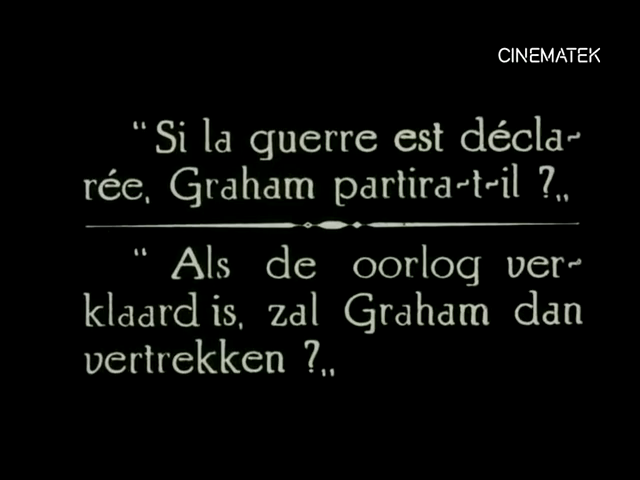 CINEMATEK
“Si la guerre est décla-
rée, Graham partira-t-il ?„
“Als de oorlog ver-
klaard is, zal Graham dan
vertrekken ?„